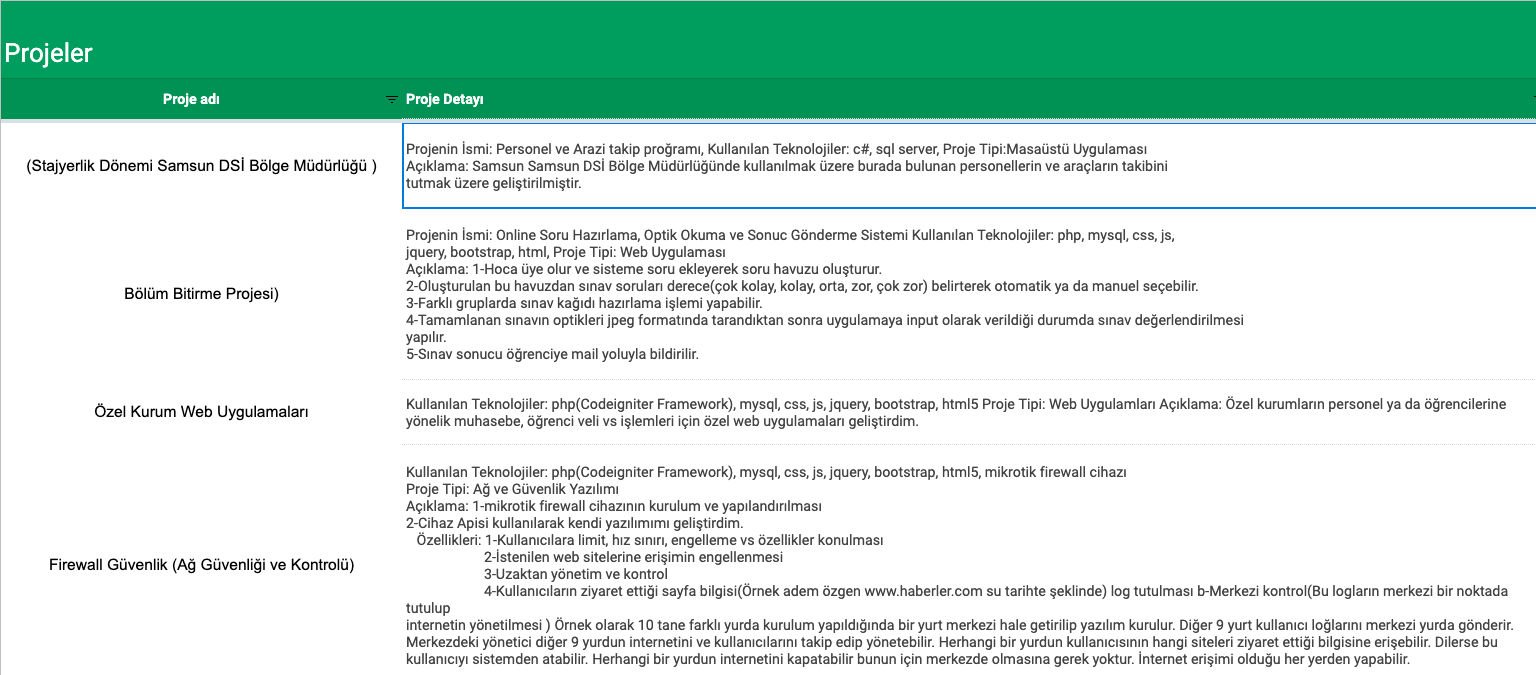 Projeler
Proje adı
Proje Detayı
(Stajyerlik Dönemi Samsun DSİ Bölge Müdürlüğü )
Projenin İsmi: Personel ve Arazi takip proğramı, Kullanılan Teknolojiler: c#, sql server, Proje Tipi:Masaüstü Uygulaması
Açıklama: Samsun Samsun DSİ Bölge Müdürlüğünde kullanılmak üzere burada bulunan personellerin ve araçların takibini
tutmak üzere geliştirilmiştir.
Bölüm Bitirme Projesi)
Projenin İsmi: Online Soru Hazırlama, Optik Okuma ve Sonuc Gönderme Sistemi Kullanılan Teknolojiler: php, mysql, css, js,
jquery, bootstrap, html, Proje Tipi: Web Uygulaması
Açıklama: 1-Hoca üye olur ve sisteme soru ekleyerek soru havuzu oluşturur.
2-Oluşturulan bu havuzdan sınav soruları derece(çok kolay, kolay, orta, zor, çok zor) belirterek otomatik ya da manuel seçebilir.
3-Farklı gruplarda sınav kağıdı hazırlama işlemi yapabilir.
4-Tamamlanan sınavın optikleri jpeg formatında tarandıktan sonra uygulamaya input olarak verildiği durumda sınav değerlendirilmesi
yapılır.
5-Sınav sonucu öğrenciye mail yoluyla bildirilir.
Özel Kurum Web Uygulamaları
Kullanılan Teknolojiler: php(Codeigniter Framework), mysql, css, js, jquery, bootstrap, html5 Proje Tipi: Web Uygulamları Açıklama: Özel kurumların personel ya da öğrencilerine
yönelik muhasebe, öğrenci veli vs işlemleri için özel web uygulamaları geliştirdim.
Firewall Güvenlik (Ağ Güvenliği ve Kontrolü)
Kullanılan Teknolojiler: php(Codeigniter Framework), mysql, css, js, jquery, bootstrap, html5, mikrotik firewall cihazı
Proje Tipi: Ağ ve Güvenlik Yazılımı
Açıklama: 1-mikrotik firewall cihazının kurulum ve yapılandırılması
2-Cihaz Apisi kullanılarak kendi yazılımımı geliştirdim.
Özellikleri: 1-Kullanıcılara limit, hız sınırı, engelleme vs özellikler konulması
2-İstenilen web sitelerine erişimin engellenmesi
3-Uzaktan yönetim ve kontrol
4-Kullanıcıların ziyaret ettiği sayfa bilgisi(Örnek adem özgen www.haberler.com su tarihte şeklinde) log tutulması b-Merkezi kontrol(Bu logların merkezi bir noktada
tutulup
internetin yönetilmesi ) Örnek olarak 10 tane farklı yurda kurulum yapıldığında bir yurt merkezi hale getirilip yazılım kurulur. Diğer 9 yurt kullanıcı loğlarını merkezi yurda gönderir.
Merkezdeki yönetici diğer 9 yurdun internetini ve kullanıcılarını takip edip yönetebilir. Herhangi bir yurdun kullanıcısının hangi siteleri ziyaret ettiği bilgisine erişebilir. Dilerse bu
kullanıcıyı sistemden atabilir. Herhangi bir yurdun internetini kapatabilir bunun için merkezde olmasına gerek yoktur. İnternet erişimi olduğu her yerden yapabilir.